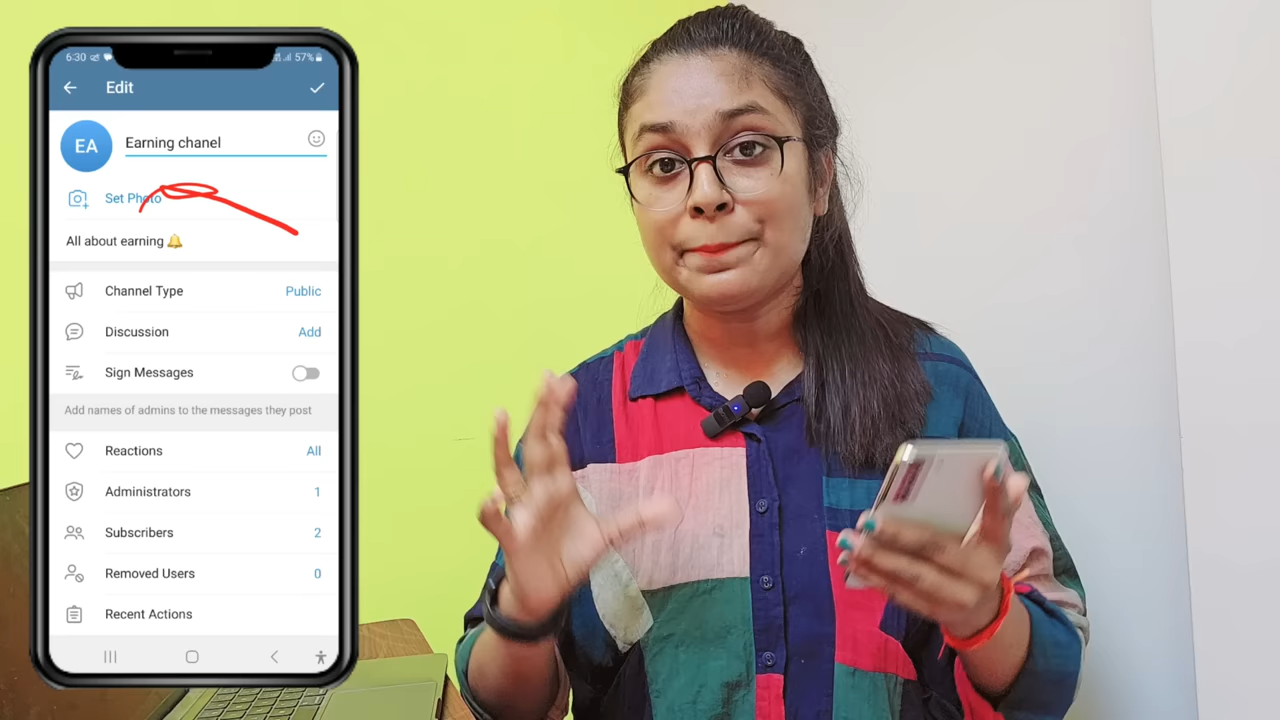 6:30 57%
Edit
EA Earning chanel
Set Photo
All about earning 🔔
Channel Type Public
Discussion Add
Sign Messages
Add names of admins to the messages they post
Reactions All
Administrators 1
Subscribers 2
Removed Users 0
Recent Actions